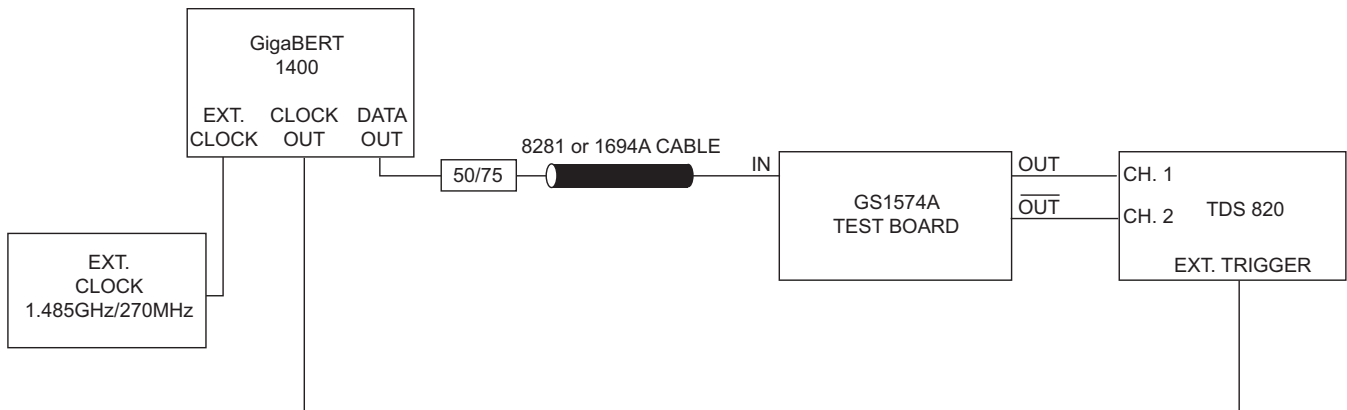 GigaBERT
1400
EXT. CLOCK DATA
CLOCK OUT OUT
8281 or 1694A CABLE
50/75
IN
GS1574A
TEST BOARD
OUT
OUT
CH. 1
CH. 2
TDS 820
EXT. TRIGGER
EXT.
CLOCK
1.485GHz/270MHz